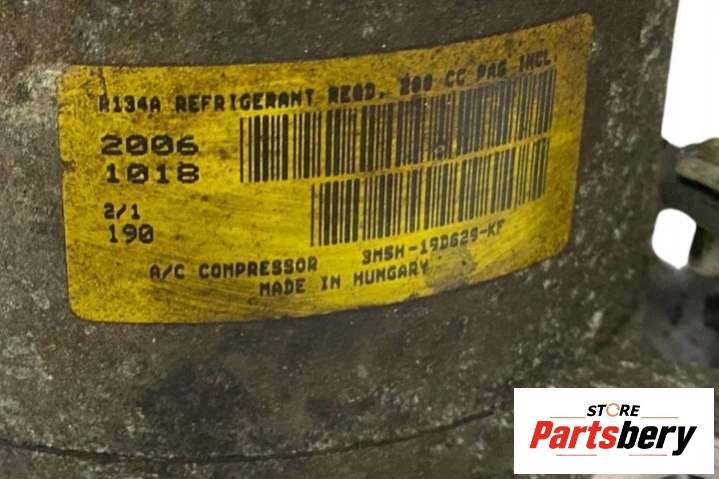 R134A REFRIGERANT REQD, 200 CC PAG INCL
2006
1018
2/1
190
3M5H-19D629-KF
A/C COMPRESSOR
MADE IN HUNGARY
STORE
Partsbery